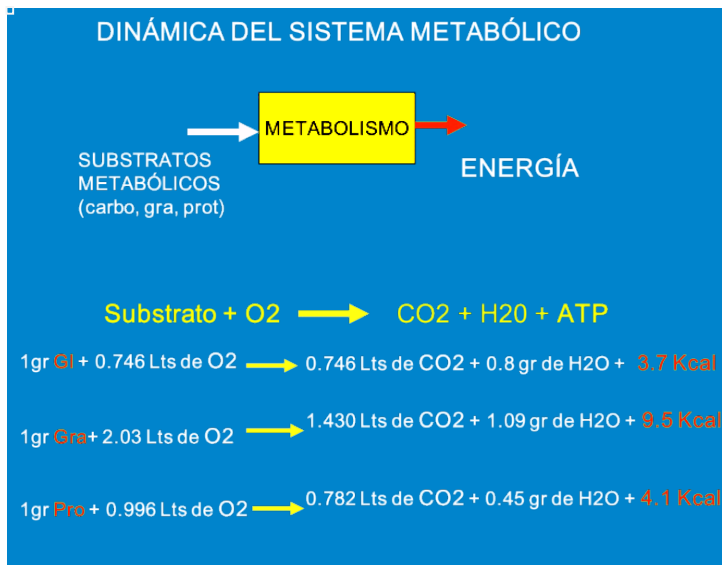 DINÁMICA DEL SISTEMA METABÓLICO
METABOLISMO
SUBSTRATOS
METABÓLICOS
(carbo, gra, prot)
ENERGÍA
Substrato + O2 CO2 + H20 + ATP
1gr Gl + 0.746 Lts de O2 0.746 Lts de CO2 + 0.8 gr de H2O + 3.7 Kcal
1gr Gra+ 2.03 Lts de O2 1.430 Lts de CO2 + 1.09 gr de H2O + 9.5 Kcal
1gr Pro + 0.996 Lts de O2 0.782 Lts de CO2 + 0.45 gr de H2O + 4.1 Kcal